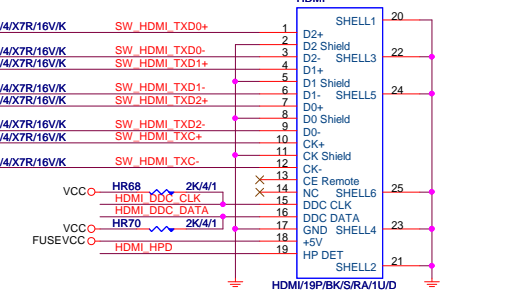 HDMI
/4/X7R/16V/K SW_HDMI_TXD0+ 1 D2+ SHELL1 20
2 D2 Shield
/4/X7R/16V/K SW_HDMI_TXD0- 3 D2- SHELL3 22
/4/X7R/16V/K SW_HDMI_TXD1+ 4 D1+
5 D1 Shield
/4/X7R/16V/K SW_HDMI_TXD1- 6 D1- SHELL5 24
/4/X7R/16V/K SW_HDMI_TXD2+ 7 D0+
8 D0 Shield
/4/X7R/16V/K SW_HDMI_TXD2- 9 D0-
/4/X7R/16V/K SW_HDMI_TXC+ 10 CK+
11 CK Shield
/4/X7R/16V/K SW_HDMI_TXC- 12 CK-
13 CE Remote
VCC HR68 2K/4/1 14 NC SHELL6 25
HDMI_DDC_CLK 15 DDC CLK
HDMI_DDC_DATA 16 DDC DATA
VCC HR70 2K/4/1 17 GND SHELL4 23
FUSEVCC 18 +5V
HDMI_HPD 19 HP DET
SHELL2 21
HDMI/19P/BK/S/RA/1U/D